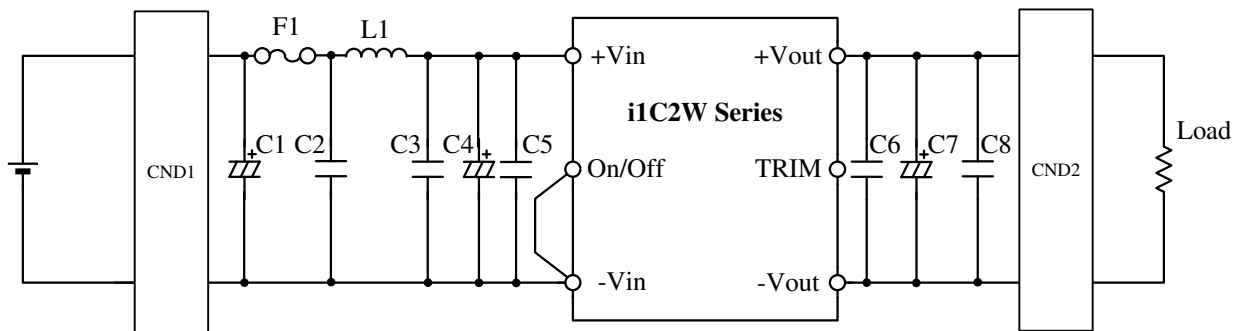 F1
L1
+Vin
+Vout
i1C2W Series
C1
C2
C3
C4
C5
C6
C7
C8
Load
CND1
On/Off
TRIM
CND2
-Vin
-Vout